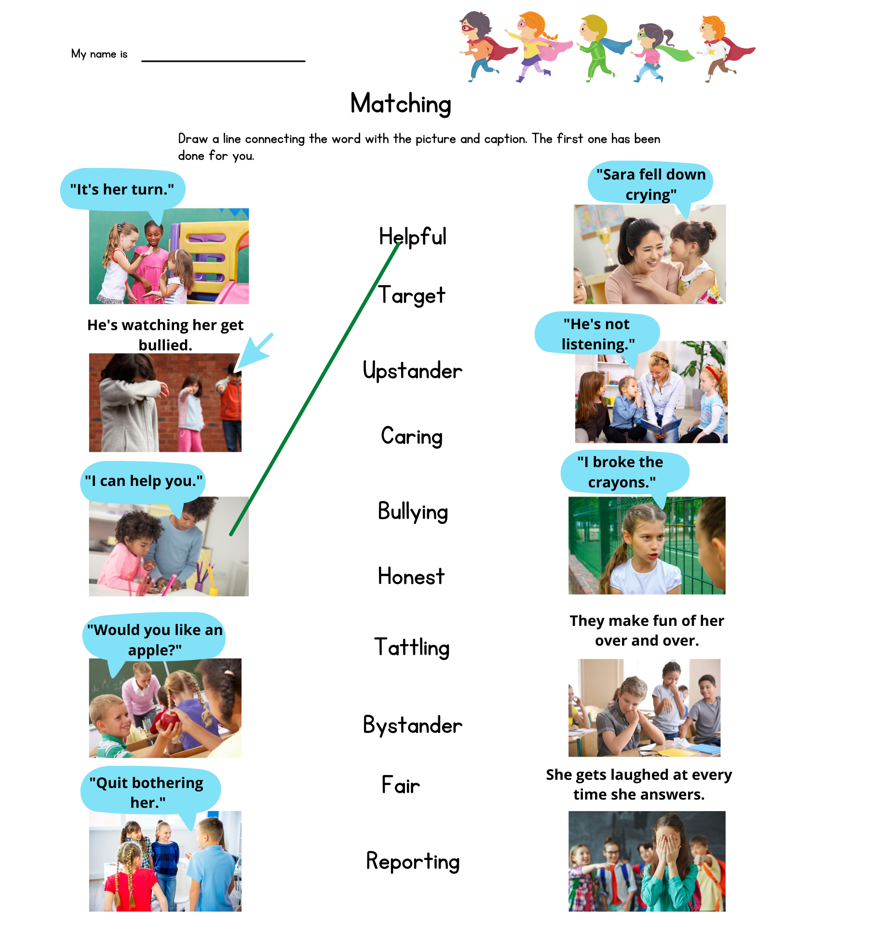 My name is
Matching
Draw a line connecting the word with the picture and caption. The first one has been
done for you.
"It's her turn."
He's watching her get
bullied.
"I can help you."
"Would you like an
apple?"
"Quit bothering
her."
Helpful
Target
Upstander
Caring
Bullying
Honest
Tattling
Bystander
Fair
Reporting
"Sara fell down
crying"
"He's not
listening."
"I broke the
crayons."
They make fun of her
over and over.
She gets laughed at every
time she answers.